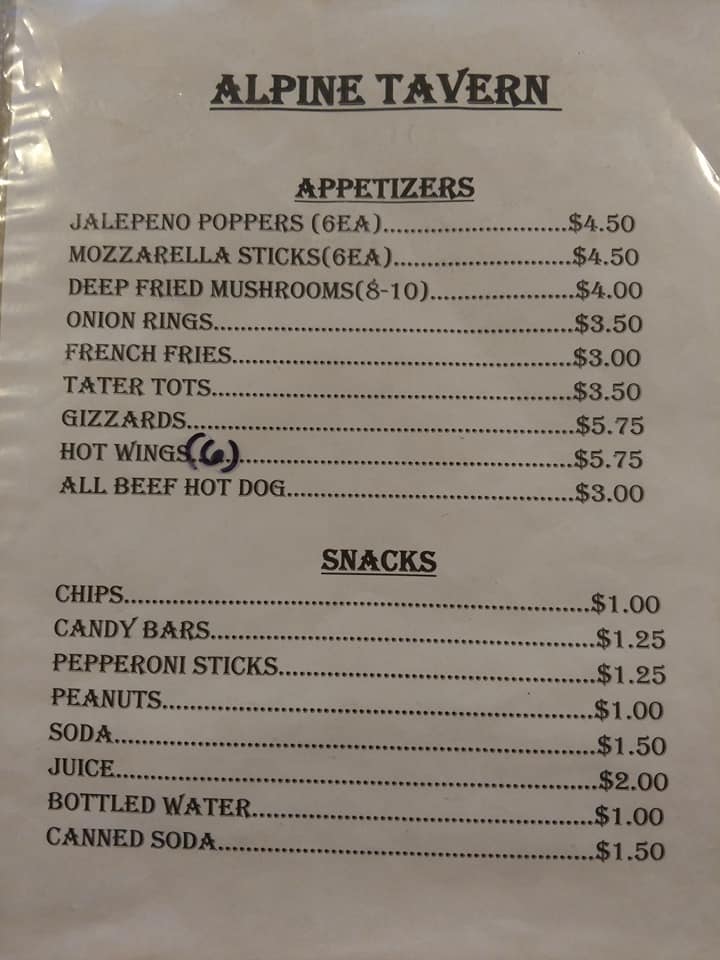 ALPINE TAVERN
APPETIZERS
JALEPENO POPPERS (6EA)..............................$4.50
MOZZARELLA STICKS(6EA)..............................$4.50
DEEP FRIED MUSHROOMS(8-10)........................$4.00
ONION RINGS............................................................$3.50
FRENCH FRIES.........................................................$3.00
TATER TOTS.............................................................$3.50
GIZZARDS.................................................................$5.75
HOT WINGS(6)..........................................................$5.75
ALL BEEF HOT DOG................................................$3.00
SNACKS
CHIPS..............................................................................$1.00
CANDY BARS................................................................$1.25
PEPPERONI STICKS.....................................................$1.25
PEANUTS........................................................................$1.00
SODA................................................................................$1.50
JUICE................................................................................$2.00
BOTTLED WATER.........................................................$1.00
CANNED SODA...............................................................$1.50